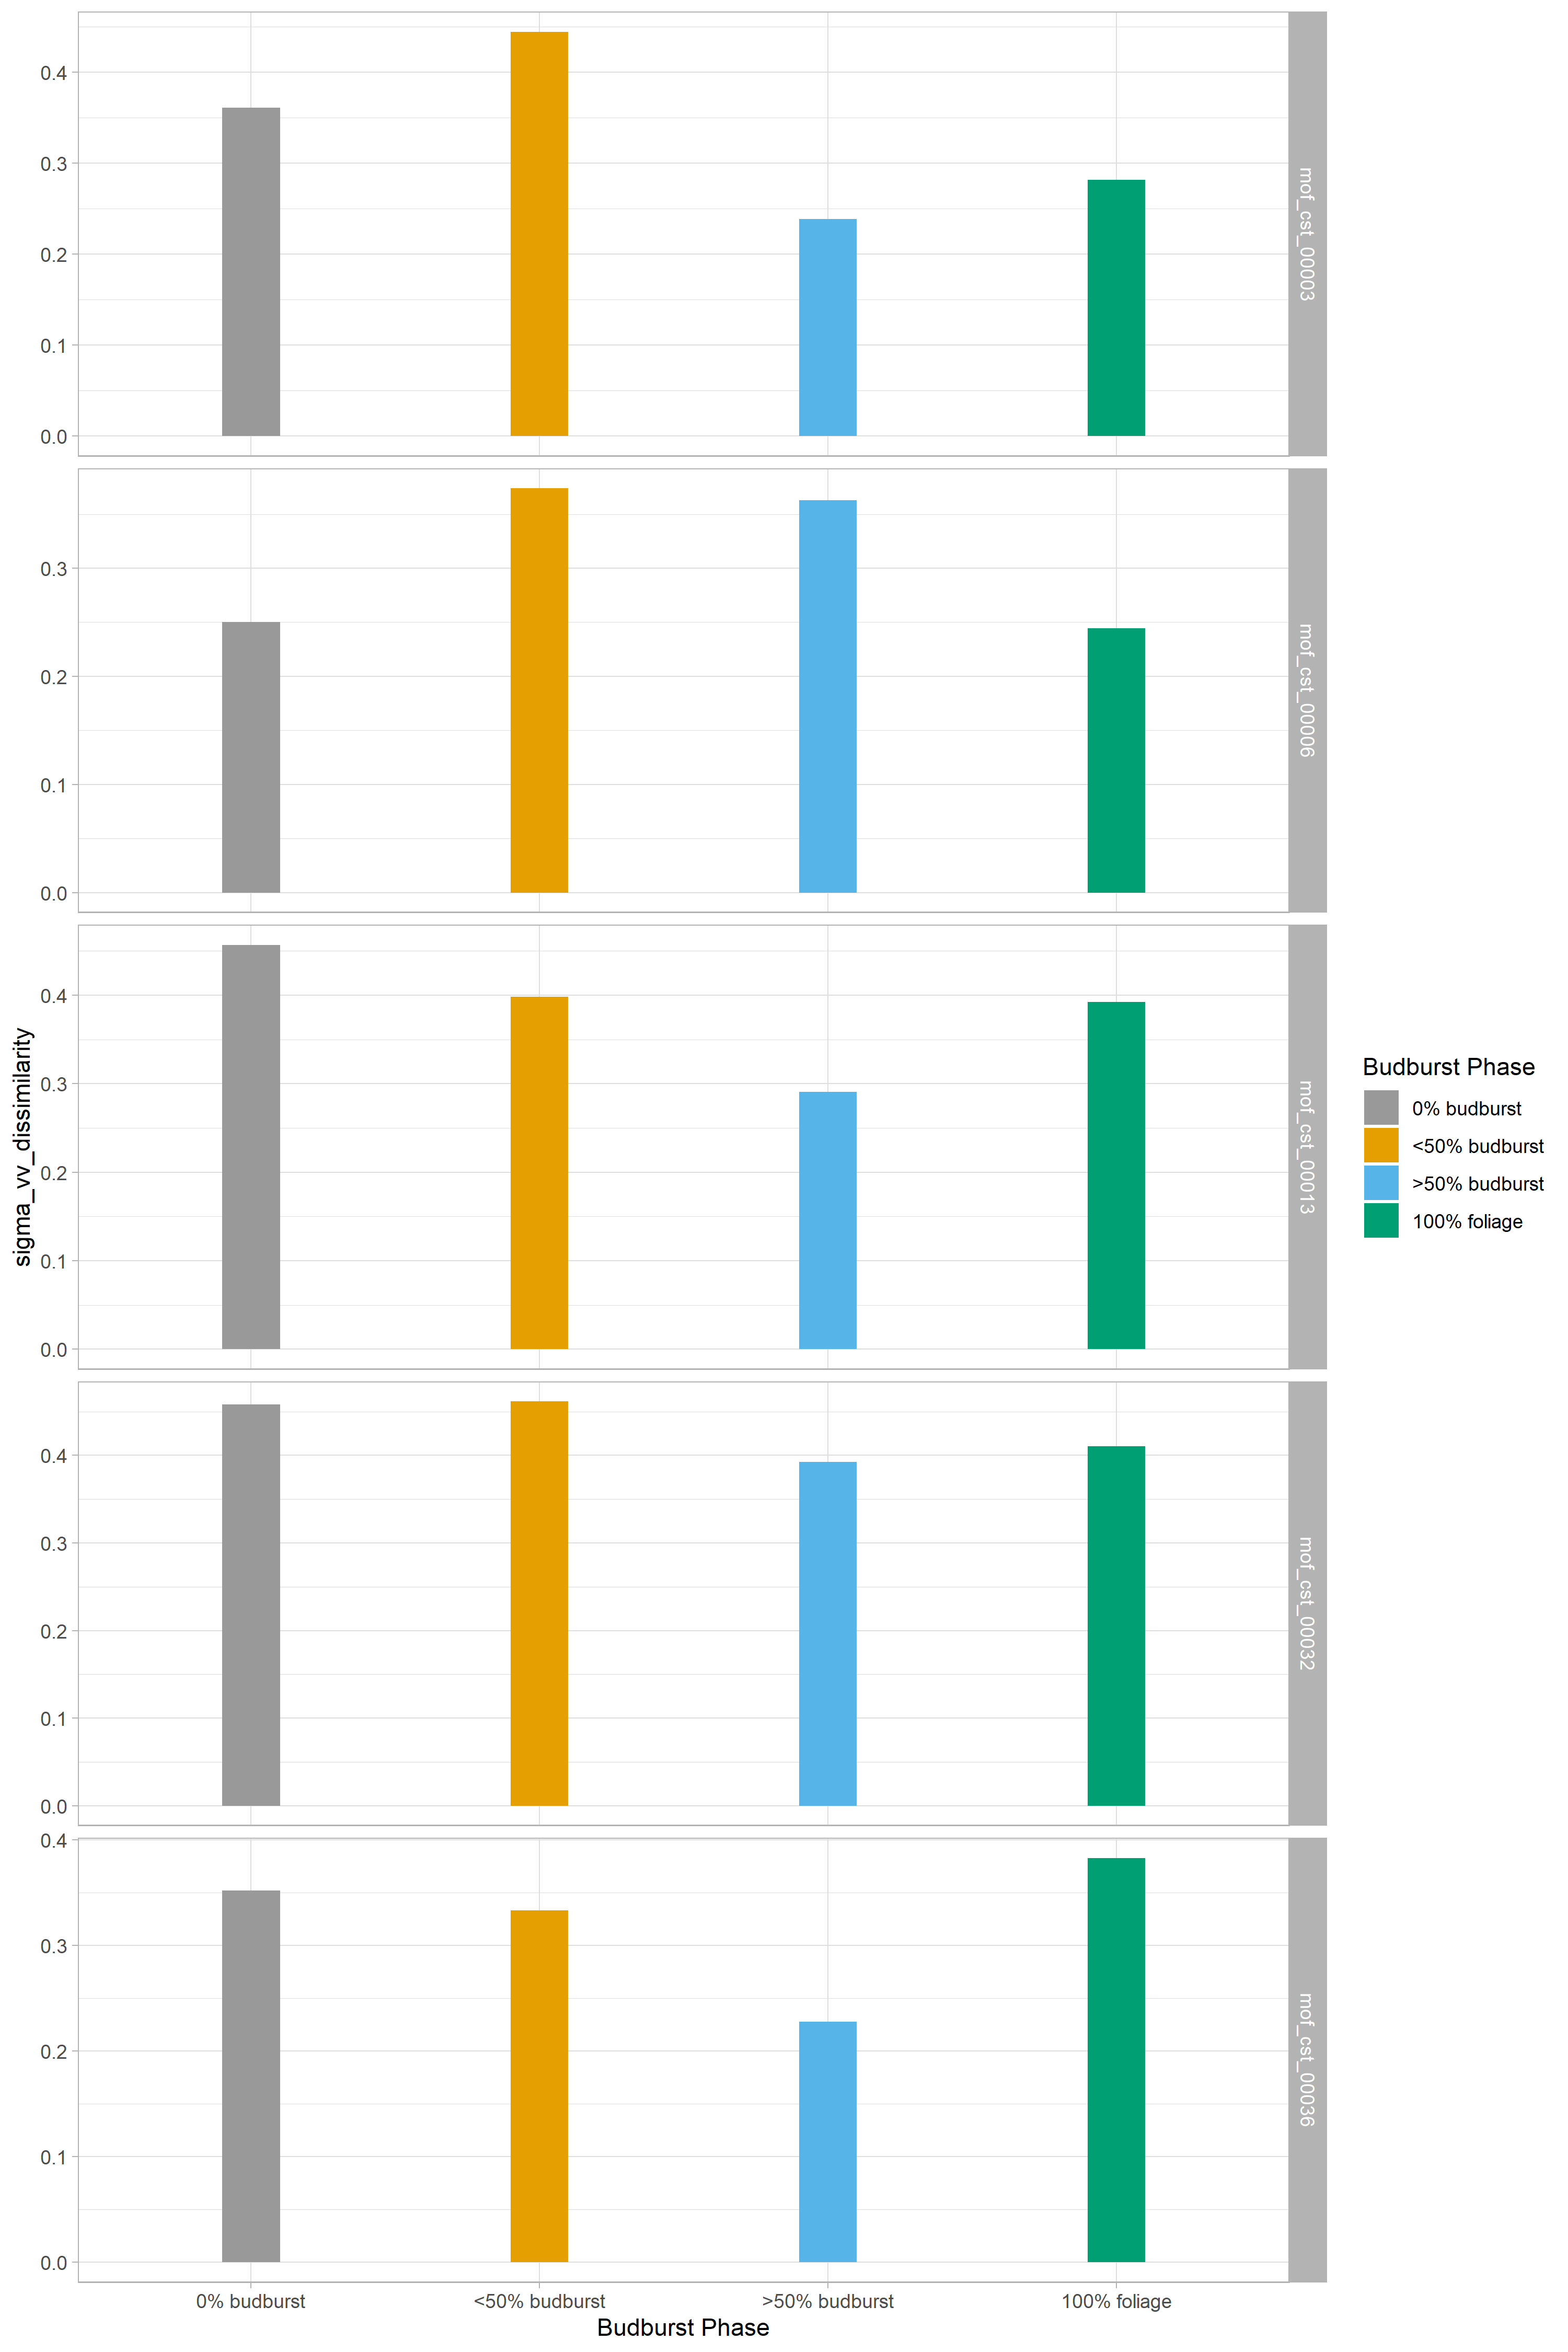 0.4
0.3
0.2
0.1
0.0
mof_cst_00003
0.3
0.2
0.1
0.0
mof_cst_00006
sigma_vv_dissimilarity
0.4
0.3
0.2
0.1
0.0
mof_cst_00013
0.4
0.3
0.2
0.1
0.0
mof_cst_00032
0.4
0.3
0.2
0.1
0.0
mof_cst_00036
0% budburst
<50% budburst
>50% budburst
100% foliage
Budburst Phase
Budburst Phase
0% budburst
<50% budburst
>50% budburst
100% foliage